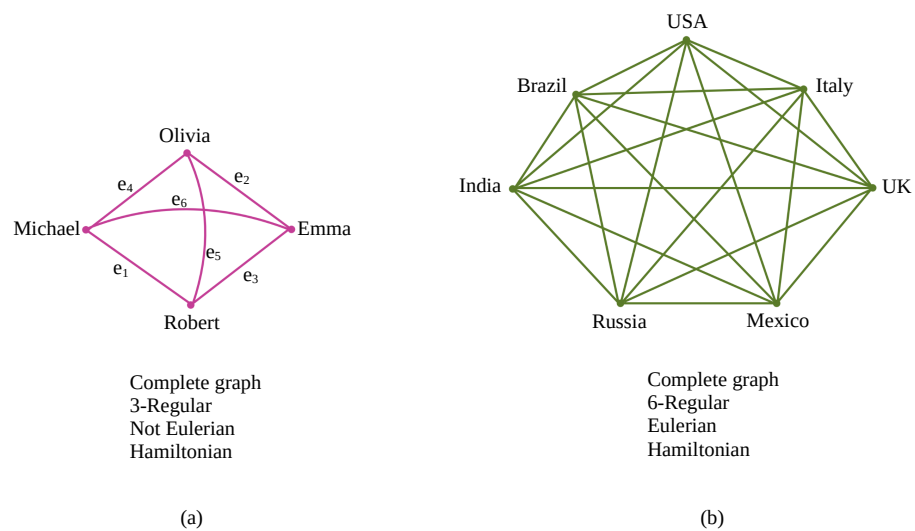 Olivia
e4
e2
e6
Michael
Emma
e5
e1
e3
Robert
Complete graph
3-Regular
Not Eulerian
Hamiltonian
(a)
USA
Brazil
Italy
India
UK
Russia
Mexico
Complete graph
6-Regular
Eulerian
Hamiltonian
(b)